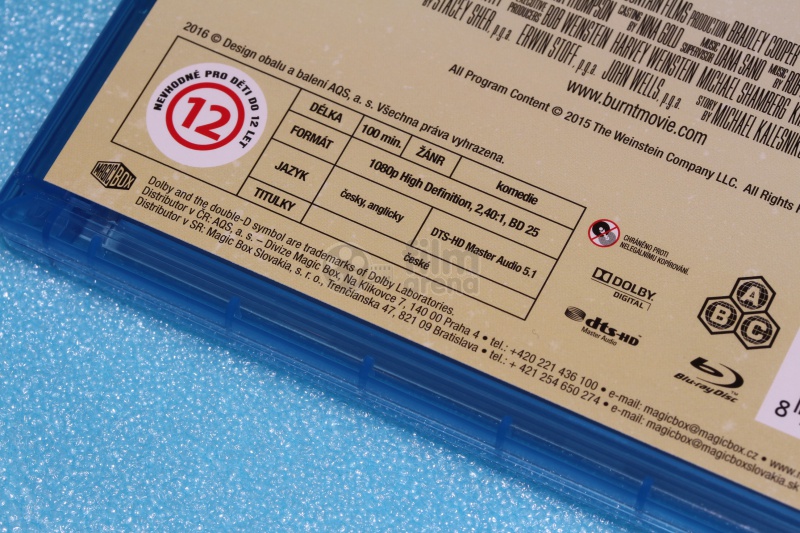 THOMPSON, CASTING NINA GOLD
PRODUCTION BRADLEY COOPER
PRODUCERS BOB WEINSTEIN HARVEY WEINSTEIN
SUPERVISOR DANA SANO
MUSIC
STACEY SHER, p.g.a. ERWIN STOFF, p.g.a. JOHN WELLS, p.g.a.
MICHAEL SHAMBERG
STORY BY MICHAEL KALESNIK
www.burntmovie.com
All Program Content © 2015 The Weinstein Company LLC. All Rights
2016 © Design obalu a balení AQS, a. s. Všechna práva vyhrazena.
NEVHODNÉ PRO DĚTI DO 12 LET
12
DÉLKA 100 min. ŽÁNR komedie
FORMÁT 1080p High Definition, 2,40:1, BD 25
JAZYK česky, anglicky DTS-HD Master Audio 5.1
TITULKY české
MAGIC BOX
Dolby and the double-D symbol are trademarks of Dolby Laboratories.
Distributor v ČR: AQS, a. s. – Divize Magic Box, Na Klikovce 7, 140 00 Praha 4 • tel.: +420 221 436 100 • e-mail: magicbox@magicbox.cz •
Distributor v SR: Magic Box Slovakia, s. r. o., Trenčianska 47, 821 09 Bratislava • tel.: + 421 254 650 274 • e-mail: magicbox@magicboxslovakia.sk
CHRÁNĚNO PROTI
NELEGÁLNÍMU KOPÍROVÁNÍ.
DOLBY
DIGITAL
dts-HD
Master Audio
A
B C
Blu-ray Disc
TM
8
film
arena